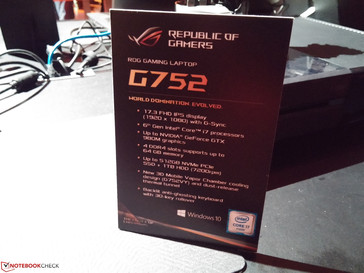 REPUBLIC OF
GAMERS
ROG GAMING LAPTOP
G752
WORLD DOMINATION EVOLVED
• 17.3 FHD IPS display
(1920 x 1080) with G-Sync
• 6th Gen Intel® Core™ i7 processors
• Up to NVIDIA® GeForce GTX
980M graphics
• 4 DDR4 slots supports up to
64 GB memory
• Up to 512GB NVMe PCIe
SSD + 1TB HDD (7200rpm)
• New 3D Mobile Vapor Chamber cooling
design (G752VY) and dust-release
thermal tunnel
• anti-ghosting keyboard
with 30-key rollover
Windows 10
intel
CORE i7
NOTEBOOKCHECK